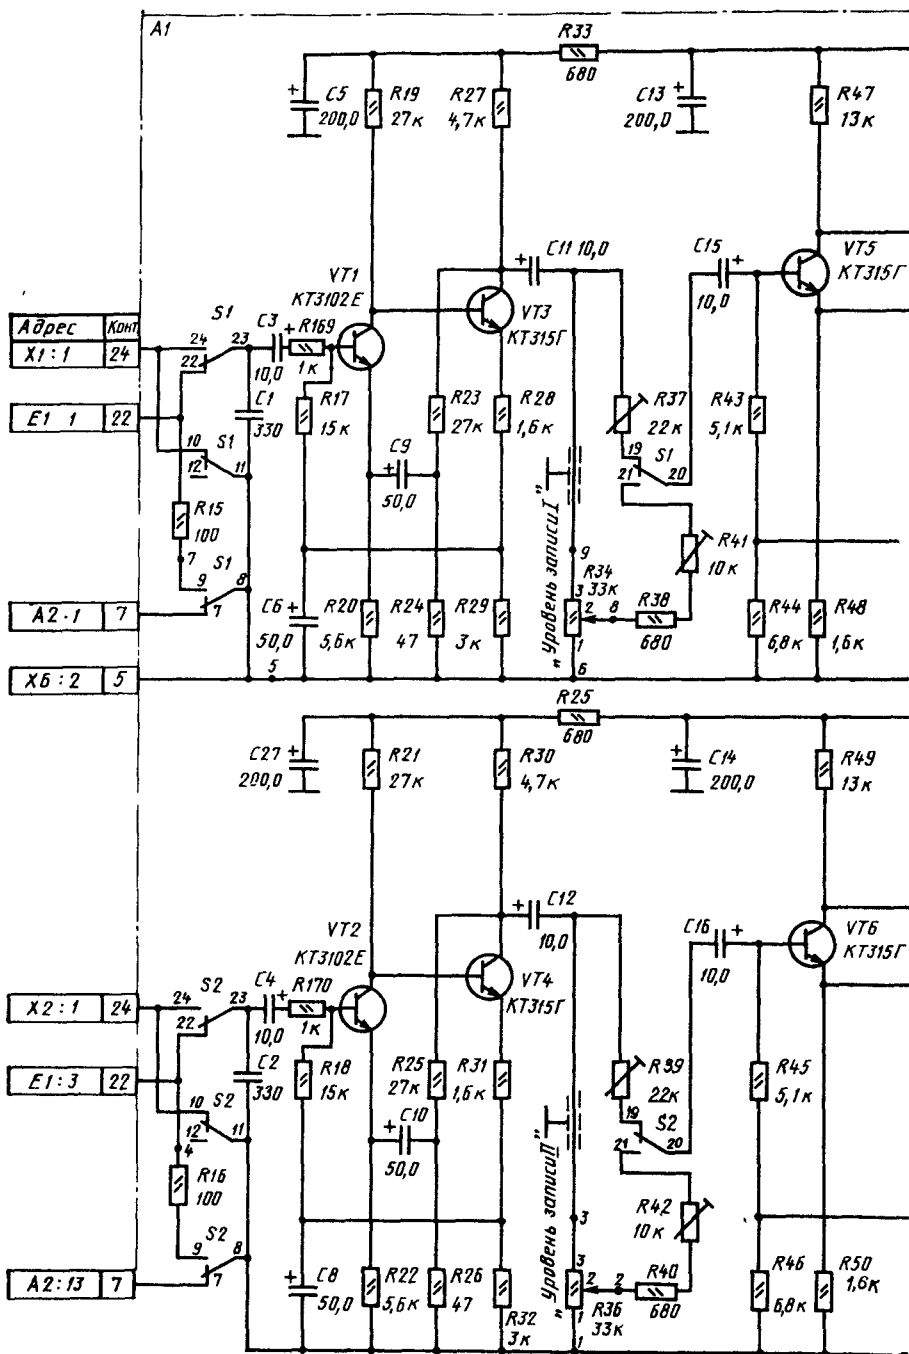 A1
R33
680
C5
200,0
R19
27к
R27
4,7к
C13
200,0
R47
13к
C11 10,0
C15
10,0
VT5
КТ315Г
VT1
КТ3102Е
VT3
КТ315Г
Адрес Конт
X1:1 24
S1
24
22
23
C3
10,0
R169
1к
E1 1 22
C1
330
R17
15к
R23
27к
R28
1,6к
R37
22к
R43
5,1к
10
S1
12
11
C9
50,0
19
S1
21
20
R15
100
7
„Уровень записи I"
R41
10к
9
S1
9
8
7
A2·1 7
C6
50,0
R20
5,6к
R24
47
R29
3к
3
R34
33к
2
8
1
6
R38
680
R44
6,8к
R48
1,6к
X6:2 5
5
R25
680
C27
200,0
R21
27к
R30
4,7к
C14
200,0
R49
13к
C12
10,0
C16
10,0
VT6
КТ315Г
VT2
КТ3102Е
VT4
КТ315Г
X2:1 24
S2
24
22
23
C4
10,0
R170
1к
E1:3 22
C2
330
R18
15к
R25
27к
R31
1,6к
R39
22к
R45
5,1к
10
S2
12
11
4
C10
50,0
19
S2
21
20
R16
100
„Уровень записи II"
R42
10к
3
S2
9
8
7
A2:13 7
C8
50,0
R22
5,6к
R26
47
R32
3к
3
2
2
R36
33к
1
1
R40
680
R46
6,8к
R50
1,6к